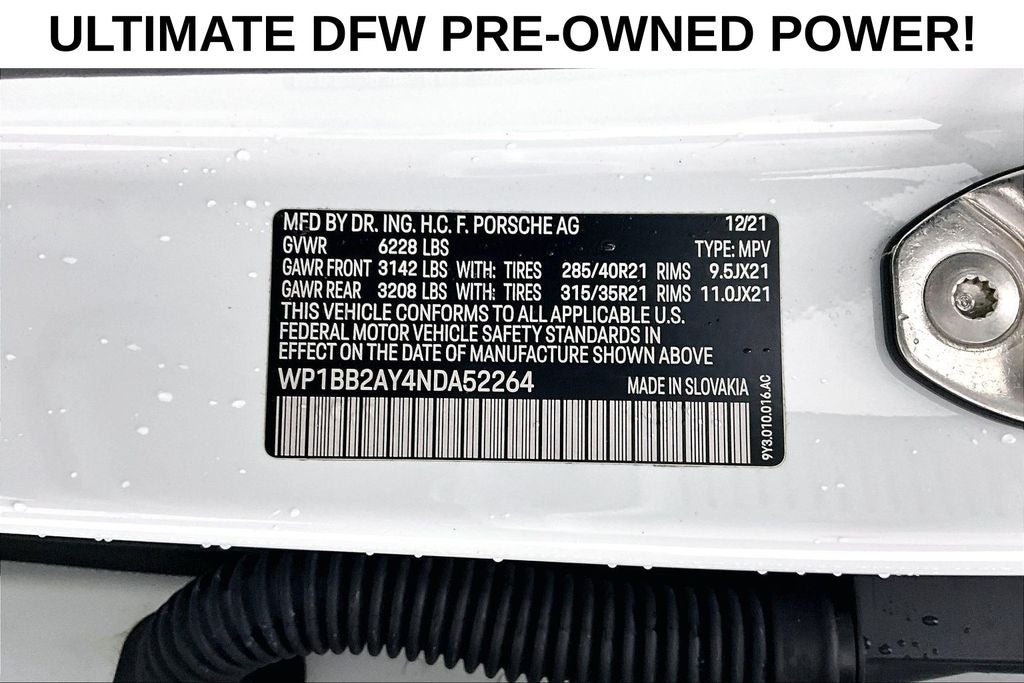 ULTIMATE DFW PRE-OWNED POWER!
MFD BY DR. ING. H.C. F. PORSCHE AG 12/21
GVWR 6228 LBS TYPE: MPV
GAWR FRONT 3142 LBS WITH: TIRES 285/40R21 RIMS 9.5JX21
GAWR REAR 3208 LBS WITH: TIRES 315/35R21 RIMS 11.0JX21
THIS VEHICLE CONFORMS TO ALL APPLICABLE U.S.
FEDERAL MOTOR VEHICLE SAFETY STANDARDS IN
EFFECT ON THE DATE OF MANUFACTURE SHOWN ABOVE
WP1BB2AY4NDA52264 MADE IN SLOVAKIA
9Y3.010.016.AC